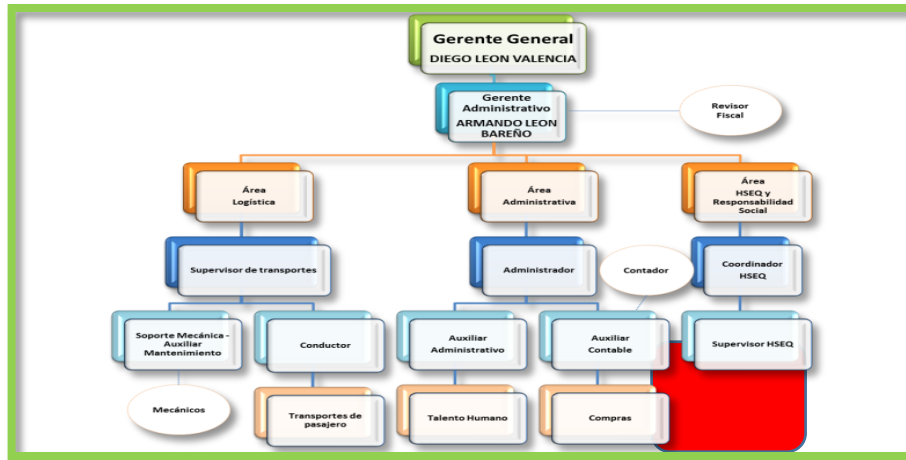 Gerente General
DIEGO LEON VALENCIA
Gerente
Administrativo
ARMANDO LEON
BAREÑO
Revisor
Fiscal
Área
Logística
Área
Administrativa
Área
HSEQ y
Responsabilidad
Social
Supervisor de transportes
Administrador
Contador
Coordinador
HSEQ
Soporte Mecánica -
Auxiliar
Mantenimiento
Conductor
Auxiliar
Administrativo
Auxiliar
Contable
Supervisor HSEQ
Mecánicos
Transportes de
pasajero
Talento Humano
Compras